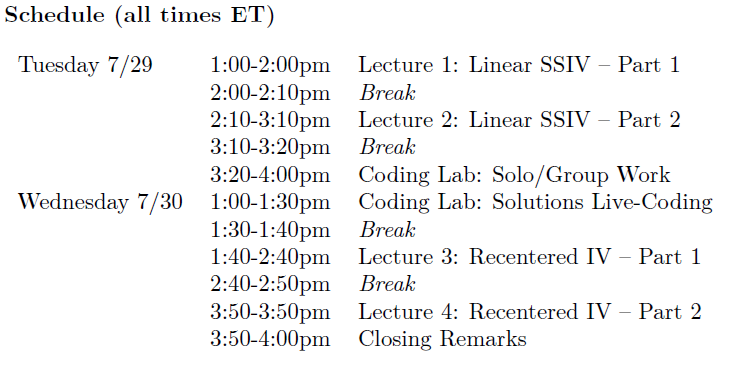 Schedule (all times ET)
Tuesday 7/29 1:00-2:00pm Lecture 1: Linear SSIV – Part 1
2:00-2:10pm Break
2:10-3:10pm Lecture 2: Linear SSIV – Part 2
3:10-3:20pm Break
3:20-4:00pm Coding Lab: Solo/Group Work
Wednesday 7/30 1:00-1:30pm Coding Lab: Solutions Live-Coding
1:30-1:40pm Break
1:40-2:40pm Lecture 3: Recentered IV – Part 1
2:40-2:50pm Break
3:50-3:50pm Lecture 4: Recentered IV – Part 2
3:50-4:00pm Closing Remarks